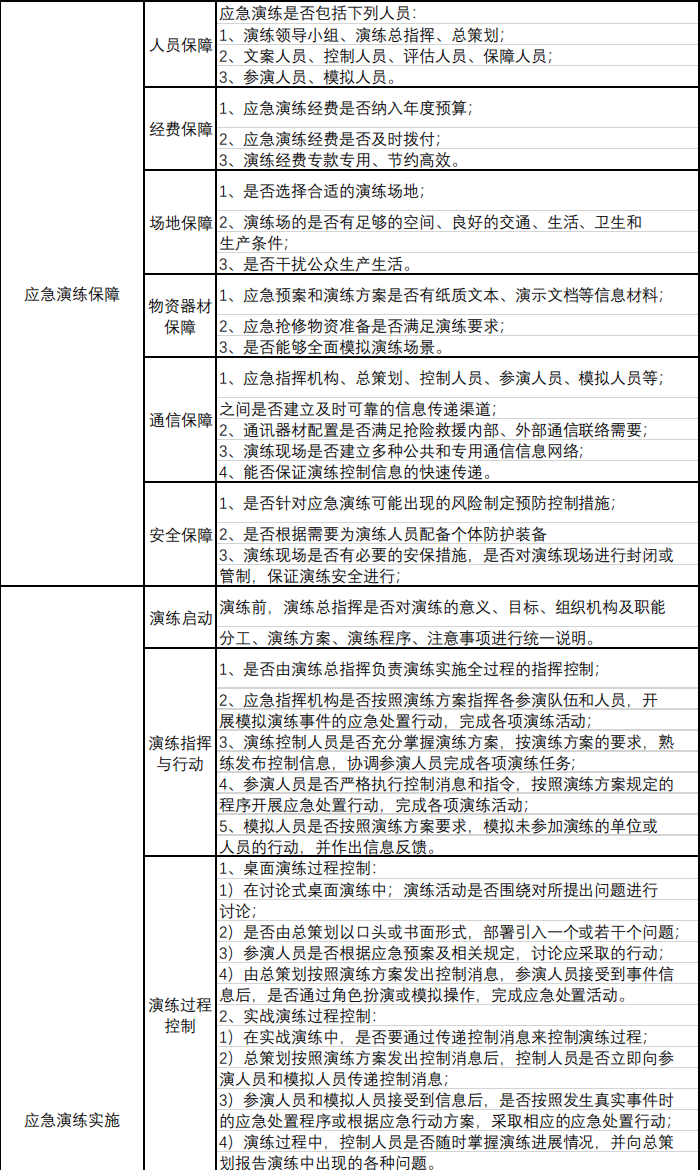 应急演练保障
人员保障
应急演练是否包括下列人员:
1、演练领导小组、演练总指挥、总策划;
2、文案人员、控制人员、评估人员、保障人员;
3、参演人员、模拟人员。
经费保障
1、应急演练经费是否纳入年度预算;
2、应急演练经费是否及时拨付;
3、演练经费专款专用、节约高效。
场地保障
1、是否选择合适的演练场地;
2、演练场的是否有足够的空间、良好的交通、生活、卫生和
生产条件;
3、是否干扰公众生产生活。
物资器材
保障
1、应急预案和演练方案是否有纸质文本、演示文档等信息材料;
2、应急抢修物资准备是否满足演练要求;
3、是否能够全面模拟演练场景。
通信保障
1、应急指挥机构、总策划、控制人员、参演人员、模拟人员等;
之间是否建立及时可靠的信息传递渠道;
2、通讯器材配置是否满足抢险救援内部、外部通信联络需要;
3、演练现场是否建立多种公共和专用通信信息网络;
4、能否保证演练控制信息的快速传递。
安全保障
1、是否针对应急演练可能出现的风险制定预防控制措施;
2、是否根据需要为演练人员配备个体防护装备
3、演练现场是否有必要的安保措施，是否对演练现场进行封闭或
管制，保证演练安全进行;
应急演练实施
演练启动
演练前，演练总指挥是否对演练的意义、目标、组织机构及职能
分工、演练方案、演练程序、注意事项进行统一说明。
演练指挥
与行动
1、是否由演练总指挥负责演练实施全过程的指挥控制;
2、应急指挥机构是否按照演练方案指挥各参演队伍和人员，开
展模拟演练事件的应急处置行动，完成各项演练活动;
3、演练控制人员是否充分掌握演练方案，按演练方案的要求，熟
练发布控制信息，协调参演人员完成各项演练任务;
4、参演人员是否严格执行控制消息和指令，按照演练方案规定的
程序开展应急处置行动，完成各项演练活动;
5、模拟人员是否按照演练方案要求，模拟未参加演练的单位或
人员的行动，并作出信息反馈。
演练过程
控制
1、桌面演练过程控制:
1）在讨论式桌面演练中；演练活动是否围绕对所提出问题进行
讨论;
2）是否由总策划以口头或书面形式，部署引入一个或若干个问题;
3）参演人员是否根据应急预案及相关规定，讨论应采取的行动;
4）由总策划按照演练方案发出控制消息，参演人员接受到事件信
息后，是否通过角色扮演或模拟操作，完成应急处置活动。
2、实战演练过程控制:
1）在实战演练中，是否要通过传递控制消息来控制演练过程;
2）总策划按照演练方案发出控制消息后，控制人员是否立即向参
演人员和模拟人员传递控制消息;
3）参演人员和模拟人员接受到信息后，是否按照发生真实事件时
的应急处置程序或根据应急行动方案，采取相应的应急处置行动;
4）演练过程中，控制人员是否随时掌握演练进展情况，并向总策
划报告演练中出现的各种问题。